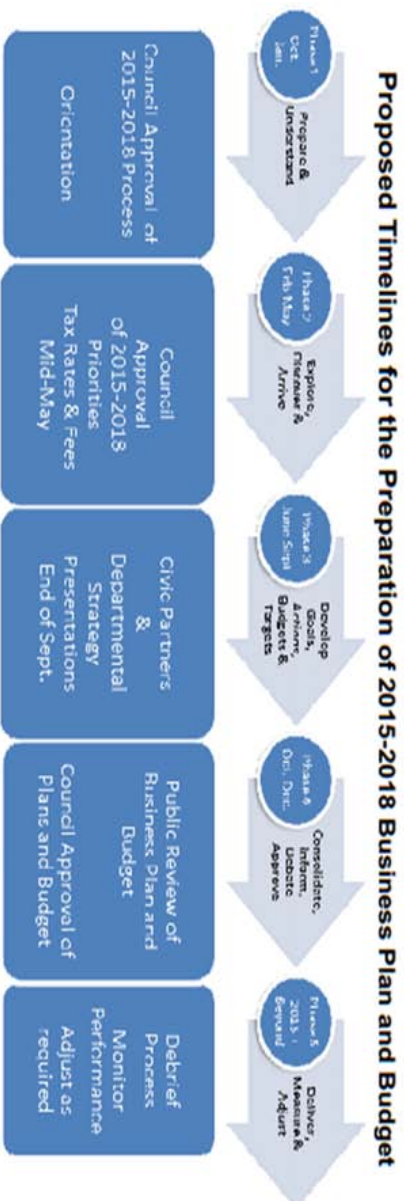 Proposed Timelines for the Preparation of 2015-2018 Business Plan and Budget
Phase 1
Oct.
Jan.
Prepare &
Understand
Phase 2
Feb May
Explore,
Discover &
Arrive
Phase 3
June Sept
Develop
Goals,
Actions,
Budgets &
Targets
Oct. Dec.
Consolidate,
Inform,
Debate
Approve
Phase 5
Deliver,
Measure &
Adjust
Council Approval of
2015-2018 Process
Orientation
Council
Approval
of 2015-2018
Priorities
Tax Rates & Fees
Mid-May
Civic Partners
&
Departmental
Strategy
Presentations
End of Sept.
Public Review of
Business Plan and
Budget
Council Approval of
Plans and Budget
Debrief
Process
Monitor
Performance
Adjust as
required